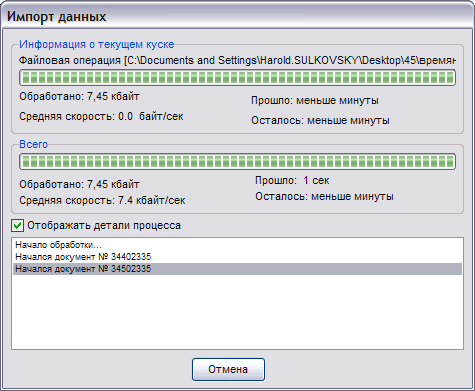 Импорт данных
Информация о текущем куске
Файловая операция [C:\Documents and Settings\Harold.SULKOVSKY\Desktop\45\времян
Обработано: 7,45 кбайт
Прошло: меньше минуты
Средняя скорость: 0.0 байт/сек
Осталось: меньше минуты
Всего
Обработано: 7,45 кбайт
Прошло: 1 сек
Средняя скорость: 7.4 кбайт/сек
Осталось: меньше минуты
Отображать детали процесса
Начало обработки...
Начался документ № 34402335
Начался документ № 34502335
Отмена